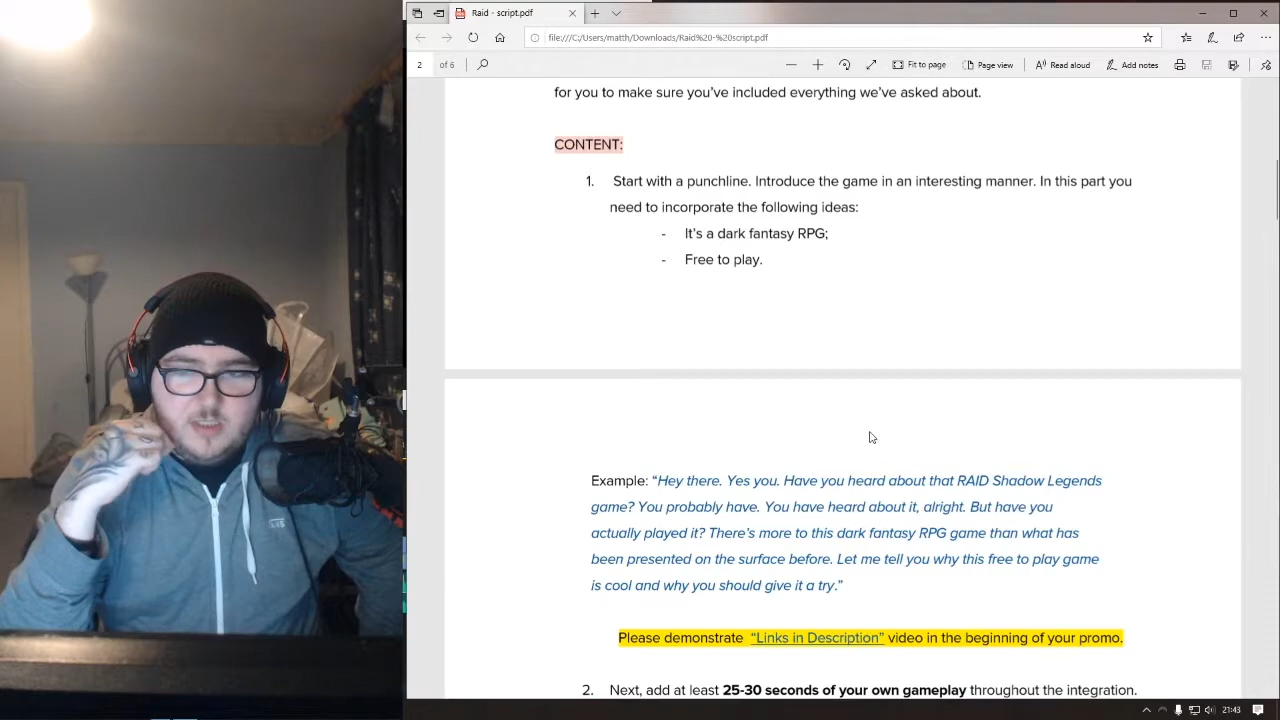 Raid - script.pdf
file:///C:/Users/matth/Downloads/Raid%20-%20script.pdf
2 of 6
Fit to page
Page view
Read aloud
Add notes
for you to make sure you've included everything we've asked about.
CONTENT:
1. Start with a punchline. Introduce the game in an interesting manner. In this part you
need to incorporate the following ideas:
- It's a dark fantasy RPG;
- Free to play.
Example: “Hey there. Yes you. Have you heard about that RAID Shadow Legends
game? You probably have. You have heard about it, alright. But have you
actually played it? There's more to this dark fantasy RPG game than what has
been presented on the surface before. Let me tell you why this free to play game
is cool and why you should give it a try.”
Please demonstrate “Links in Description” video in the beginning of your promo.
2. Next, add at least 25-30 seconds of your own gameplay throughout the integration.
21:43